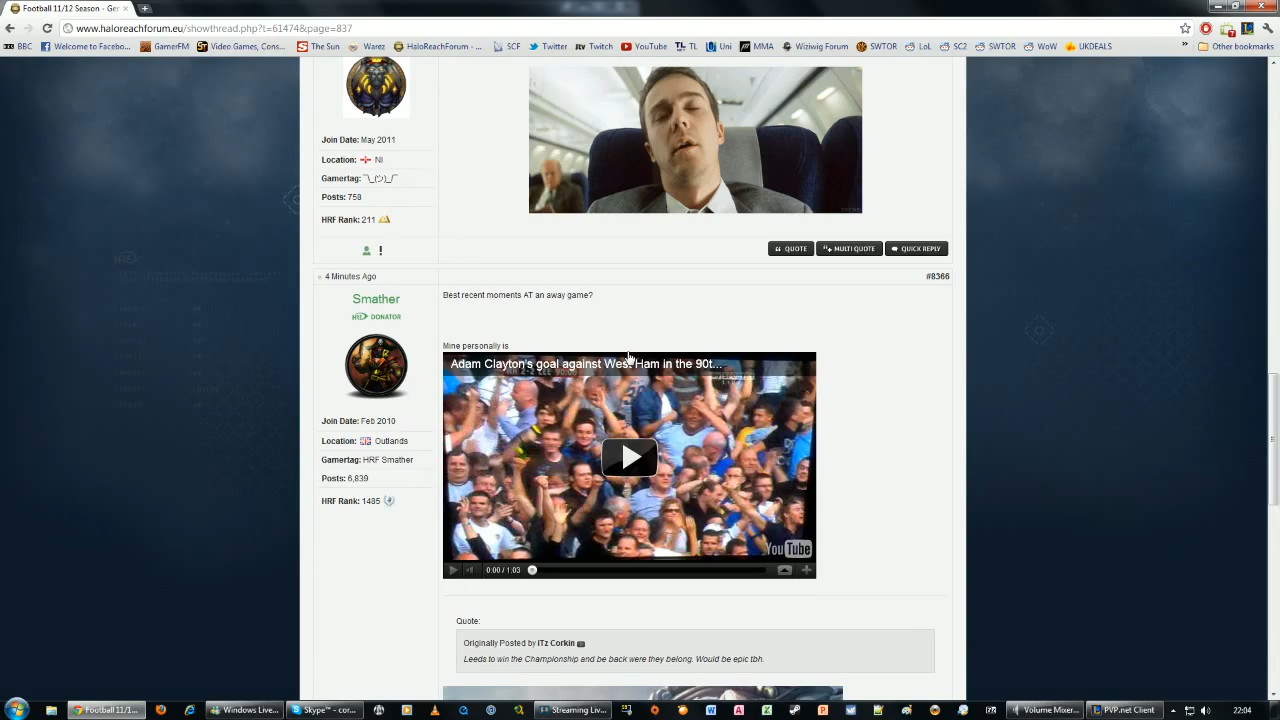 Football 11/12 Season - Ger
www.haloreachforum.eu/showthread.php?t=61474&page=837
BBC Welcome to Facebo... GamerFM Video Games, Cons... The Sun Warez HaloReachForum - ... SCF Twitter Twitch YouTube TL Uni MMA Wiziwig Forum SWTOR LoL SC2 SWTOR WoW UKDEALS » Other bookmarks
Join Date: May 2011
Location: NI
Gamertag: ¯\_(ツ)_/¯
Posts: 758
HRF Rank: 211
QUOTE MULTI QUOTE QUICK REPLY
4 Minutes Ago #8366
Smather
HRF DONATOR
Join Date: Feb 2010
Location: Outlands
Gamertag: HRF Smather
Posts: 6,839
HRF Rank: 1485
Best recent moments AT an away game?
Mine personally is
Adam Clayton's goal against West Ham in the 90t...
YouTube
0:00 / 1:03
Quote:
Originally Posted by ITz Corkin
Leeds to win the Championship and be back were they belong. Would be epic tbh.
Football 11/1... Windows Live... Skype™ - cor... Streaming Liv... Volume Mixer... PVP.net Client 22:04